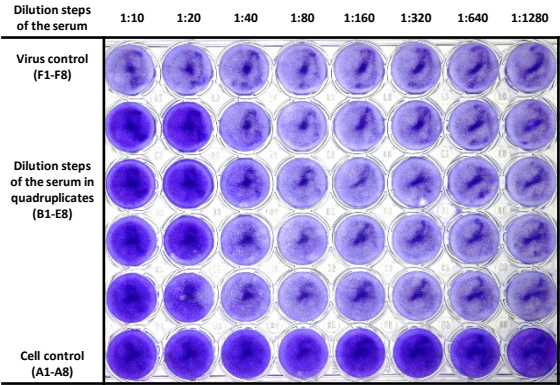 Dilution steps
of the serum
1:10 1:20 1:40 1:80 1:160 1:320 1:640 1:1280
Virus control
(F1-F8)
Dilution steps
of the serum in
quadruplicates
(B1-E8)
Cell control
(A1-A8)